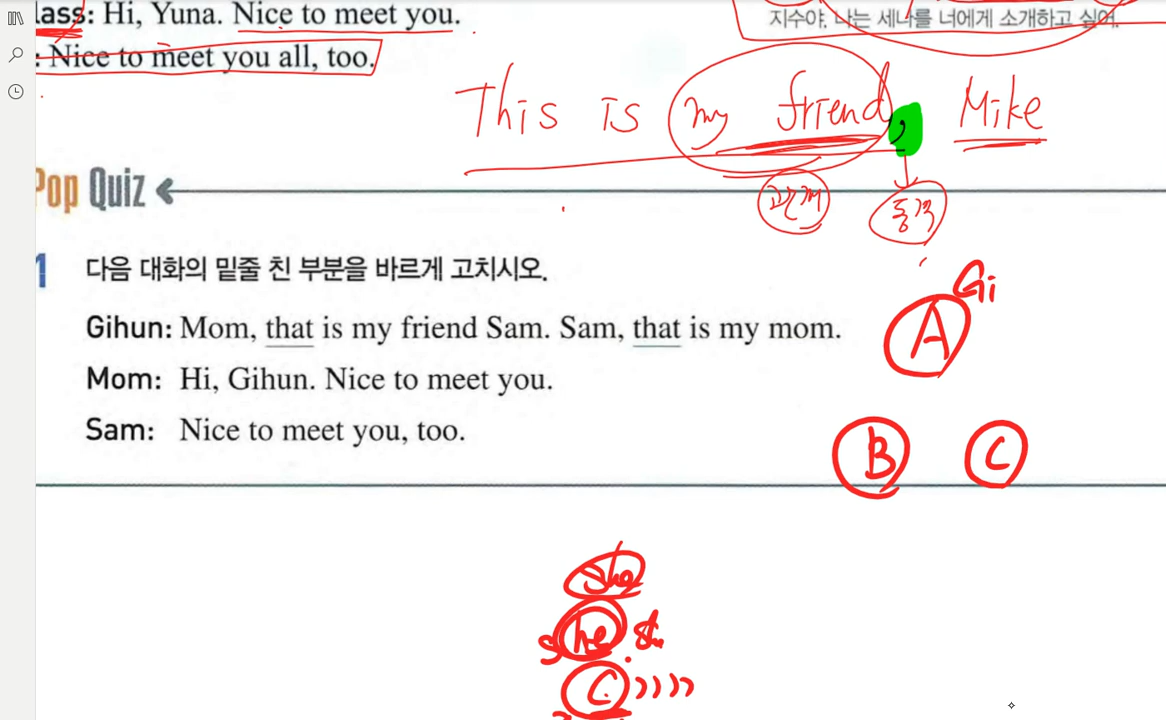 lass: Hi, Yuna. Nice to meet you.
지수야, 나는 세나를 너에게 소개하고 싶어.
: Nice to meet you all, too.
This is my friend, Mike
관계
동격
Pop Quiz
1 다음 대화의 밑줄 친 부분을 바르게 고치시오.
Gi
Gihun: Mom, that is my friend Sam. Sam, that is my mom.
A
Mom: Hi, Gihun. Nice to meet you.
Sam: Nice to meet you, too.
B C
She
she
C